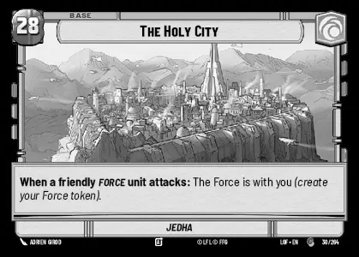 BASE
28
THE HOLY CITY
When a friendly FORCE unit attacks: The Force is with you (create
your Force token).
JEDHA
ADRIEN GIROD
© LFL © FFG
LOF • EN
38/264